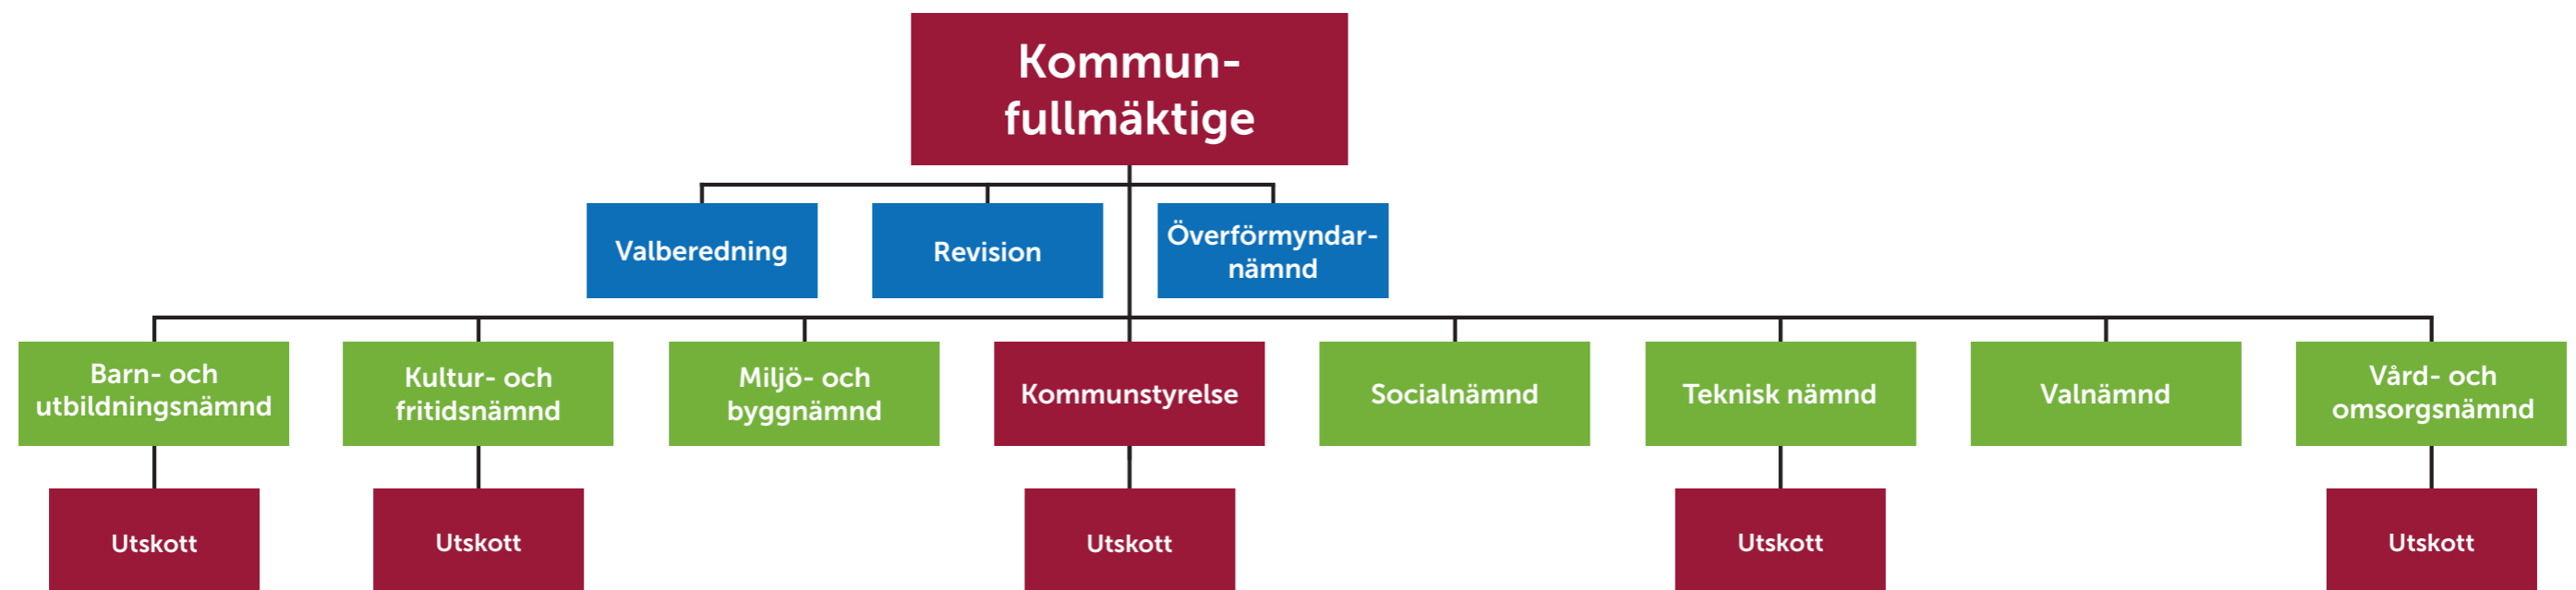 Kommun-
fullmäktige
Valberedning
Revision
Överförmyndar-
nämnd
Barn- och
utbildningsnämnd
Kultur- och
fritidsnämnd
Miljö- och
byggnämnd
Kommunstyrelse
Socialnämnd
Teknisk nämnd
Valnämnd
Vård- och
omsorgsnämnd
Utskott
Utskott
Utskott
Utskott
Utskott